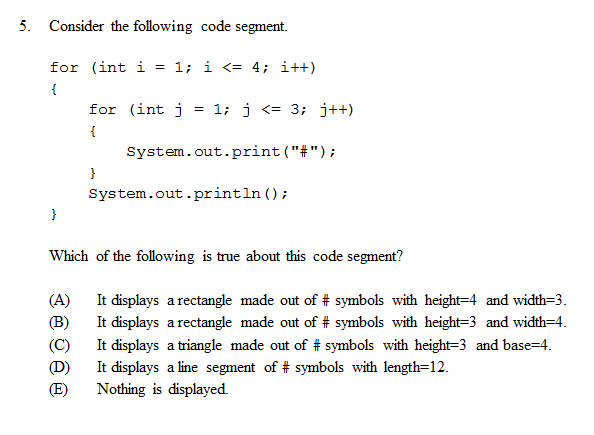 5. Consider the following code segment.
for (int i = 1; i <= 4; i++)
{
for (int j = 1; j <= 3; j++)
{
System.out.print("#");
}
System.out.println();
}
Which of the following is true about this code segment?
(A) It displays a rectangle made out of # symbols with height=4 and width=3.
(B) It displays a rectangle made out of # symbols with height=3 and width=4.
(C) It displays a triangle made out of # symbols with height=3 and base=4.
(D) It displays a line segment of # symbols with length=12.
(E) Nothing is displayed.